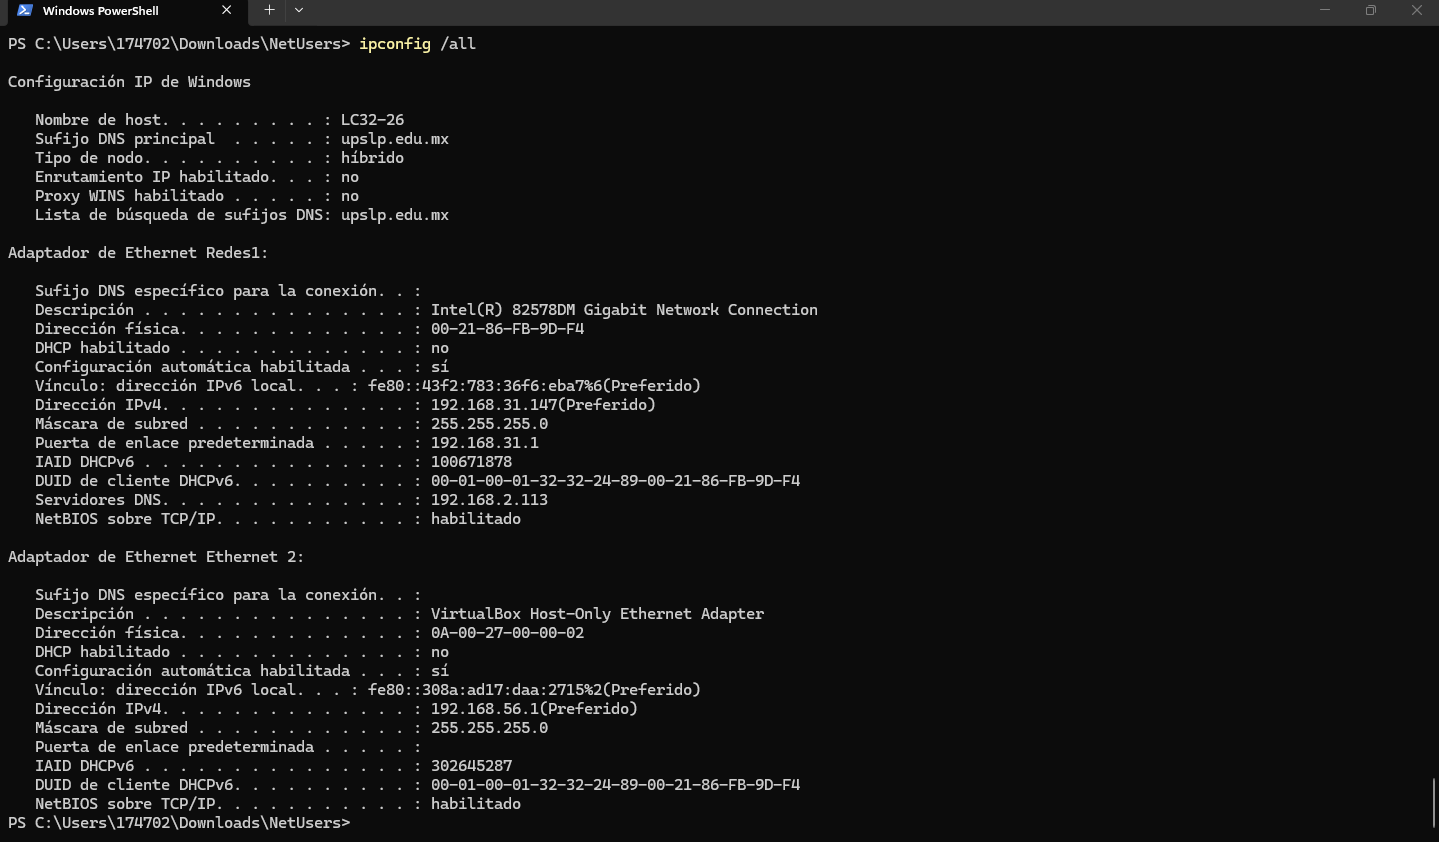 Windows PowerShell
PS C:\Users\174702\Downloads\NetUsers> ipconfig /all
Configuración IP de Windows
Nombre de host. . . . . . . . . : LC32-26
Sufijo DNS principal  . . . . . : upslp.edu.mx
Tipo de nodo. . . . . . . . . . : híbrido
Enrutamiento IP habilitado. . . : no
Proxy WINS habilitado . . . . . : no
Lista de búsqueda de sufijos DNS: upslp.edu.mx
Adaptador de Ethernet Redes1:
Sufijo DNS específico para la conexión. . :
Descripción . . . . . . . . . . . . . . . : Intel(R) 82578DM Gigabit Network Connection
Dirección física. . . . . . . . . . . . . : 00-21-86-FB-9D-F4
DHCP habilitado . . . . . . . . . . . . . : no
Configuración automática habilitada . . . : sí
Vínculo: dirección IPv6 local. . . : fe80::43f2:783:36f6:eba7%6(Preferido)
Dirección IPv4. . . . . . . . . . . . . . : 192.168.31.147(Preferido)
Máscara de subred . . . . . . . . . . . . : 255.255.255.0
Puerta de enlace predeterminada . . . . . : 192.168.31.1
IAID DHCPv6 . . . . . . . . . . . . . . . : 100671878
DUID de cliente DHCPv6. . . . . . . . . . : 00-01-00-01-32-32-24-89-00-21-86-FB-9D-F4
Servidores DNS. . . . . . . . . . . . . . : 192.168.2.113
NetBIOS sobre TCP/IP. . . . . . . . . . . : habilitado
Adaptador de Ethernet Ethernet 2:
Sufijo DNS específico para la conexión. . :
Descripción . . . . . . . . . . . . . . . : VirtualBox Host-Only Ethernet Adapter
Dirección física. . . . . . . . . . . . . : 0A-00-27-00-00-02
DHCP habilitado . . . . . . . . . . . . . : no
Configuración automática habilitada . . . : sí
Vínculo: dirección IPv6 local. . . : fe80::308a:ad17:daa:2715%2(Preferido)
Dirección IPv4. . . . . . . . . . . . . . : 192.168.56.1(Preferido)
Máscara de subred . . . . . . . . . . . . : 255.255.255.0
Puerta de enlace predeterminada . . . . . :
IAID DHCPv6 . . . . . . . . . . . . . . . : 302645287
DUID de cliente DHCPv6. . . . . . . . . . : 00-01-00-01-32-32-24-89-00-21-86-FB-9D-F4
NetBIOS sobre TCP/IP. . . . . . . . . . . : habilitado
PS C:\Users\174702\Downloads\NetUsers>